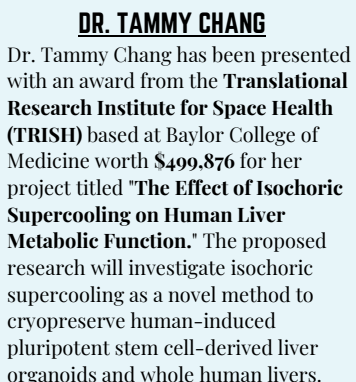 DR. TAMMY CHANG
Dr. Tammy Chang has been presented
with an award from the Translational
Research Institute for Space Health
(TRISH) based at Baylor College of
Medicine worth $499,876 for her
project titled "The Effect of Isochoric
Supercooling on Human Liver
Metabolic Function." The proposed
research will investigate isochoric
supercooling as a novel method to
cryopreserve human-induced
pluripotent stem cell-derived liver
organoids and whole human livers.